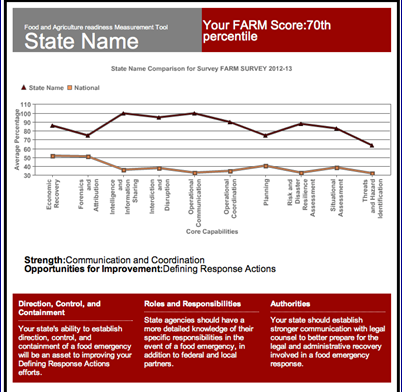 Food and Agriculture readiness Measurement Tool
State Name
Your FARM Score:70th
percentile
State Name Comparison for Survey FARM SURVEY 2012-13
State Name
National
Average Percentage
110
100
90
80
70
60
50
40
30
Economic
Recovery
Forensics
and
Attribution
Intelligence
and
Information
Sharing
Interdiction
and
Disruption
Operational
Communication
Operational
Coordination
Planning
Risk and
Disaster
Resilience
Assessment
Situational
Assessment
Threats
and Hazard
Identification
Core Capabilities
Strength:Communication and Coordination
Opportunities for Improvement:Defining Response Actions
Direction, Control, and
Containment
Your state's ability to establish
direction, control, and
containment of a food emergency
will be an asset to improving your
Defining Response Actions
efforts.
Roles and Responsibilities
State agencies should have a
more detailed knowledge of their
specific responsibilities in the
event of a food emergency, in
addition to federal and local
partners.
Authorities
Your state should establish
stronger communication with legal
counsel to better prepare for the
legal and administrative recovery
involved in a food emergency
response.